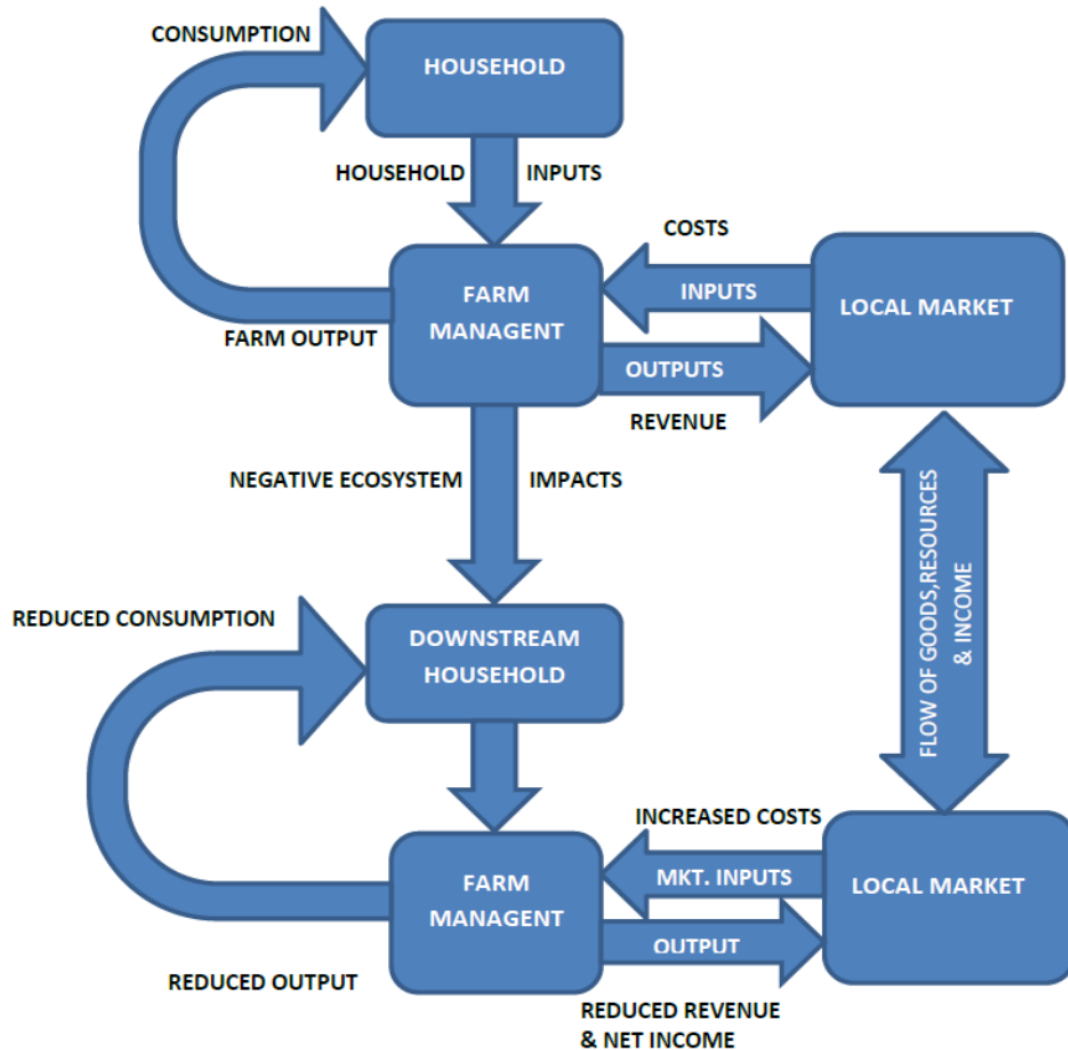 CONSUMPTION
HOUSEHOLD
HOUSEHOLD INPUTS
COSTS
FARM
MANAGENT
INPUTS
LOCAL MARKET
FARM OUTPUT
OUTPUTS
REVENUE
NEGATIVE ECOSYSTEM IMPACTS
FLOW OF GOODS,RESOURCES
& INCOME
REDUCED CONSUMPTION
DOWNSTREAM
HOUSEHOLD
INCREASED COSTS
FARM
MANAGENT
MKT. INPUTS
LOCAL MARKET
OUTPUT
REDUCED OUTPUT
REDUCED REVENUE
& NET INCOME